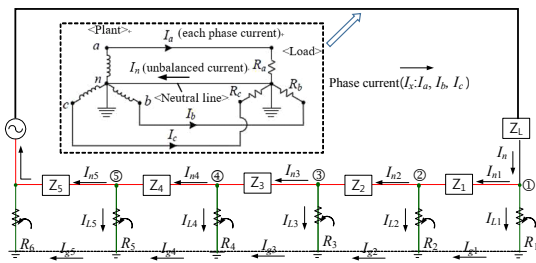 <Plant>
I_a (each phase current)
a
<Load>
I_n (unbalanced current)
R_a
n
R_c
R_b
Phase current(I_x:I_a, I_b, I_c)
c
b
<Neutral line>
I_b
I_c
Z_L
I_n
I_n5 ⑤ I_n4 ④ I_n3 ③ I_n2 ② I_n1 ①
Z_5 Z_4 Z_3 Z_2 Z_1
I_L5 I_L4 I_L3 I_L2 I_L1
R_6 R_5 R_4 R_3 R_2 R_1
I_g5 I_g4 I_g3 I_g2 I_g1